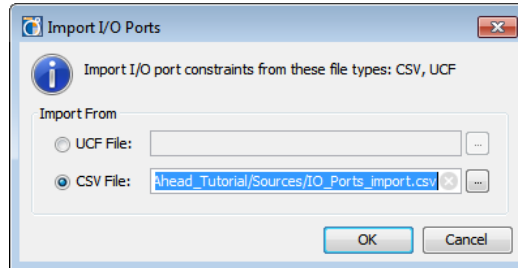 Import I/O Ports
Import I/O port constraints from these file types: CSV, UCF
Import From
UCF File:
...
CSV File:
Ahead_Tutorial/Sources/IO_Ports_import.csv
...
OK
Cancel